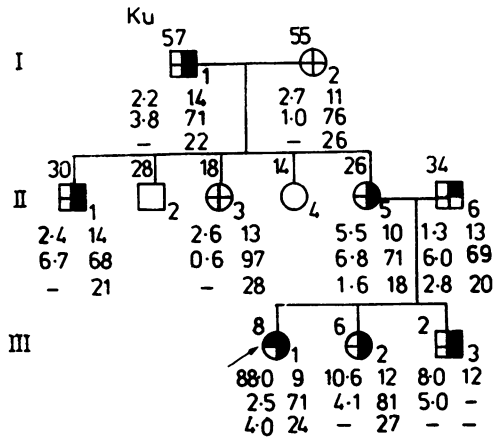 Ku
57 55
I 1 2
2·2 14 2·7 11
3·8 71 1·0 76
– 22 – 26
30 28 18 14 26 34
II 1 2 3 4 5 6
2·4 14 2·6 13 5·5 10 1·3 13
6·7 68 0·6 97 6·8 71 6·0 69
– 21 – 28 1·6 18 2·8 20
8 6 2
III 1 2 3
88·0 9 10·6 12 8·0 12
2·5 71 4·1 81 5·0 –
4·0 24 – 27 – –